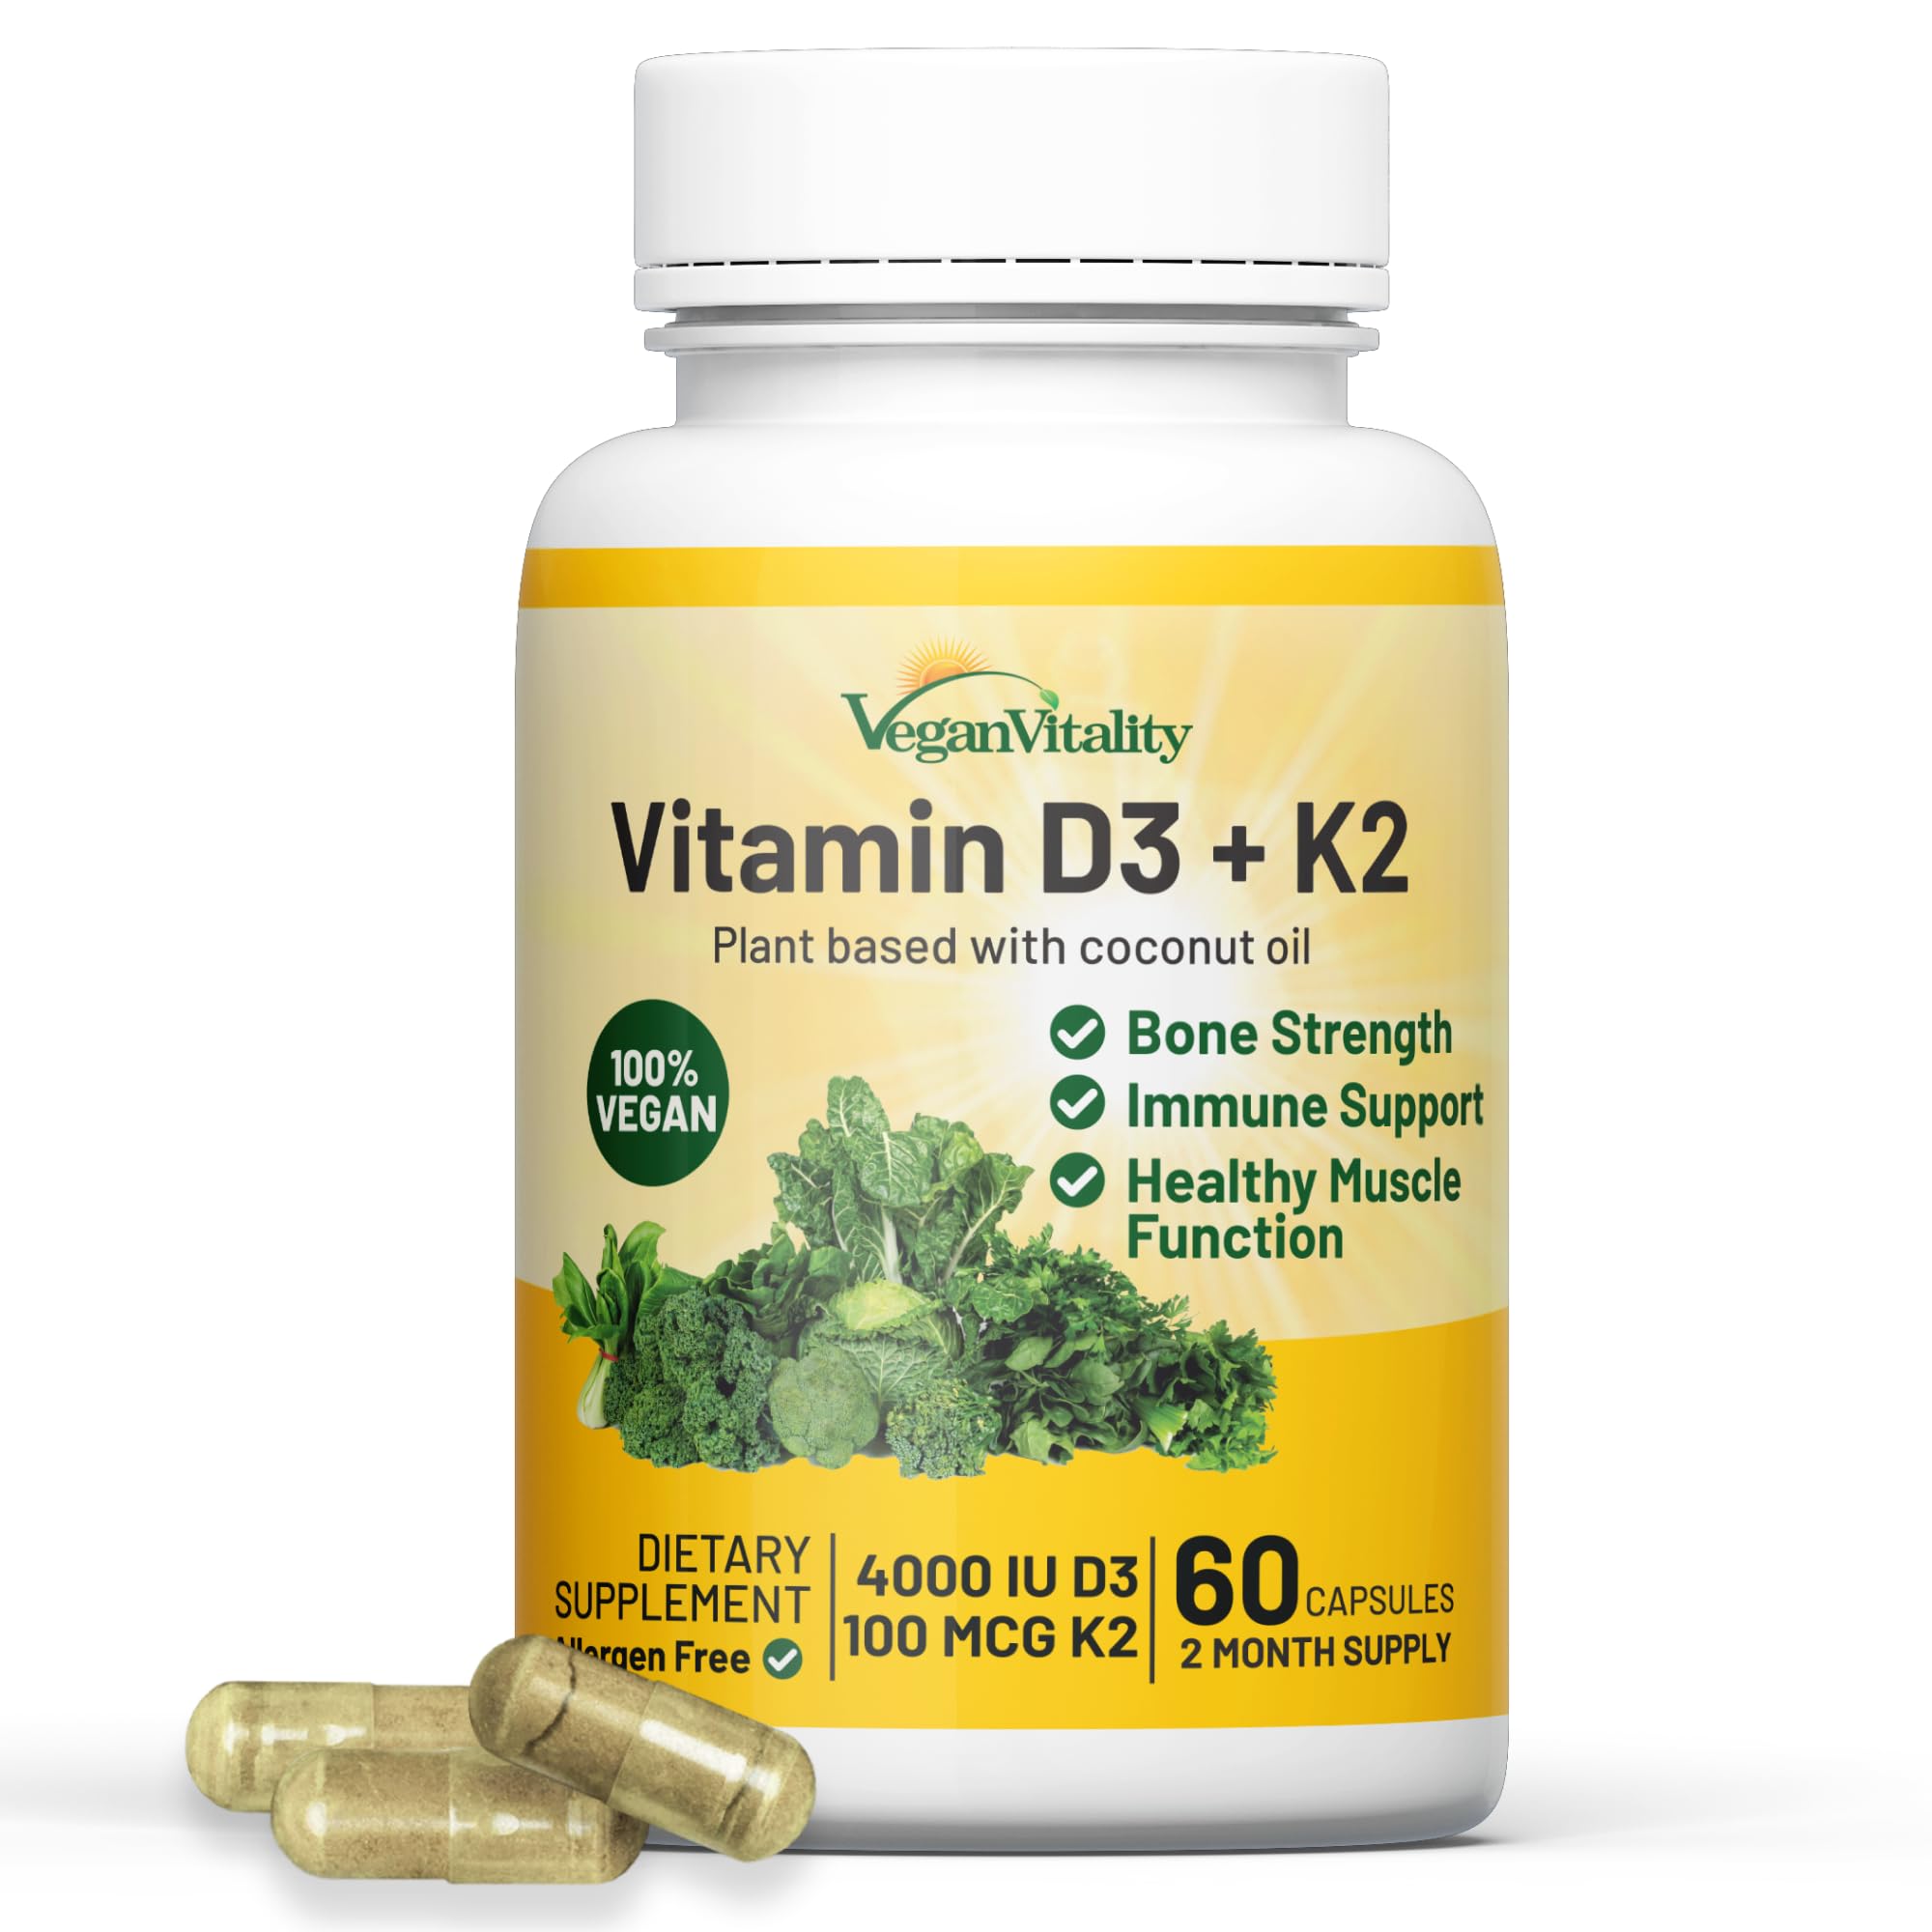 VeganVitality
Vitamin D3 + K2
Plant based with coconut oil
100%
VEGAN
Bone Strength
Immune Support
Healthy Muscle
Function
DIETARY
SUPPLEMENT
Free
4000 IU D3
100 MCG K2
60 CAPSULES
2 MONTH SUPPLY